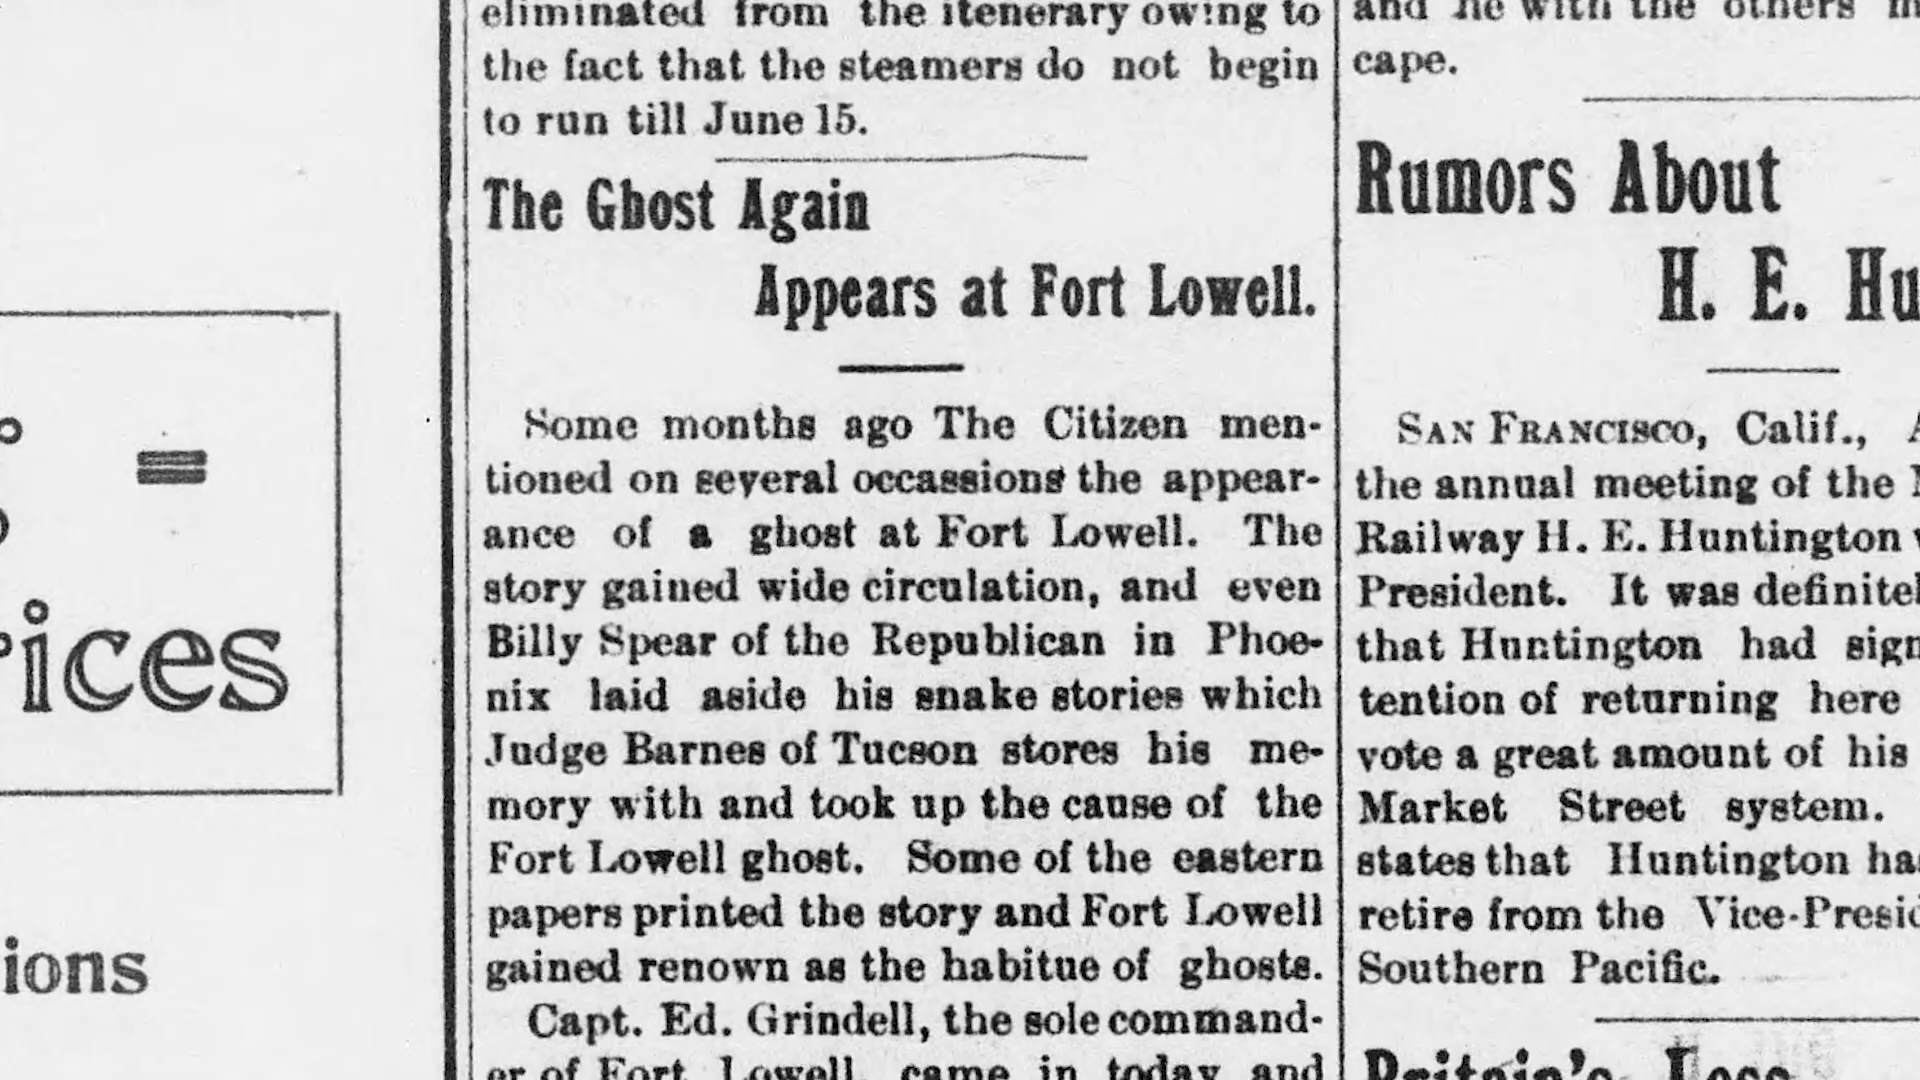 rices
ions
eliminated from the itenerary owing to
the fact that the steamers do not begin
to run till June 15.
The Ghost Again
Appears at Fort Lowell.
Some months ago The Citizen men-
tioned on several occassions the appear-
ance of a ghost at Fort Lowell. The
story gained wide circulation, and even
Billy Spear of the Republican in Phoe-
nix laid aside his snake stories which
Judge Barnes of Tucson stores his me-
mory with and took up the cause of the
Fort Lowell ghost. Some of the eastern
papers printed the story and Fort Lowell
gained renown as the habitue of ghosts.
Capt. Ed. Grindell, the sole command-
er of Fort Lowell, came in today and
and he with the others
cape.
Rumors About
H. E. Hu
San Francisco, Calif.,
the annual meeting of the
Railway H. E. Huntington
President. It was definitel
that Huntington had sign
tention of returning here
vote a great amount of his
Market Street system.
states that Huntington ha
retire from the Vice-Presid
Southern Pacific.
Britain's Loss